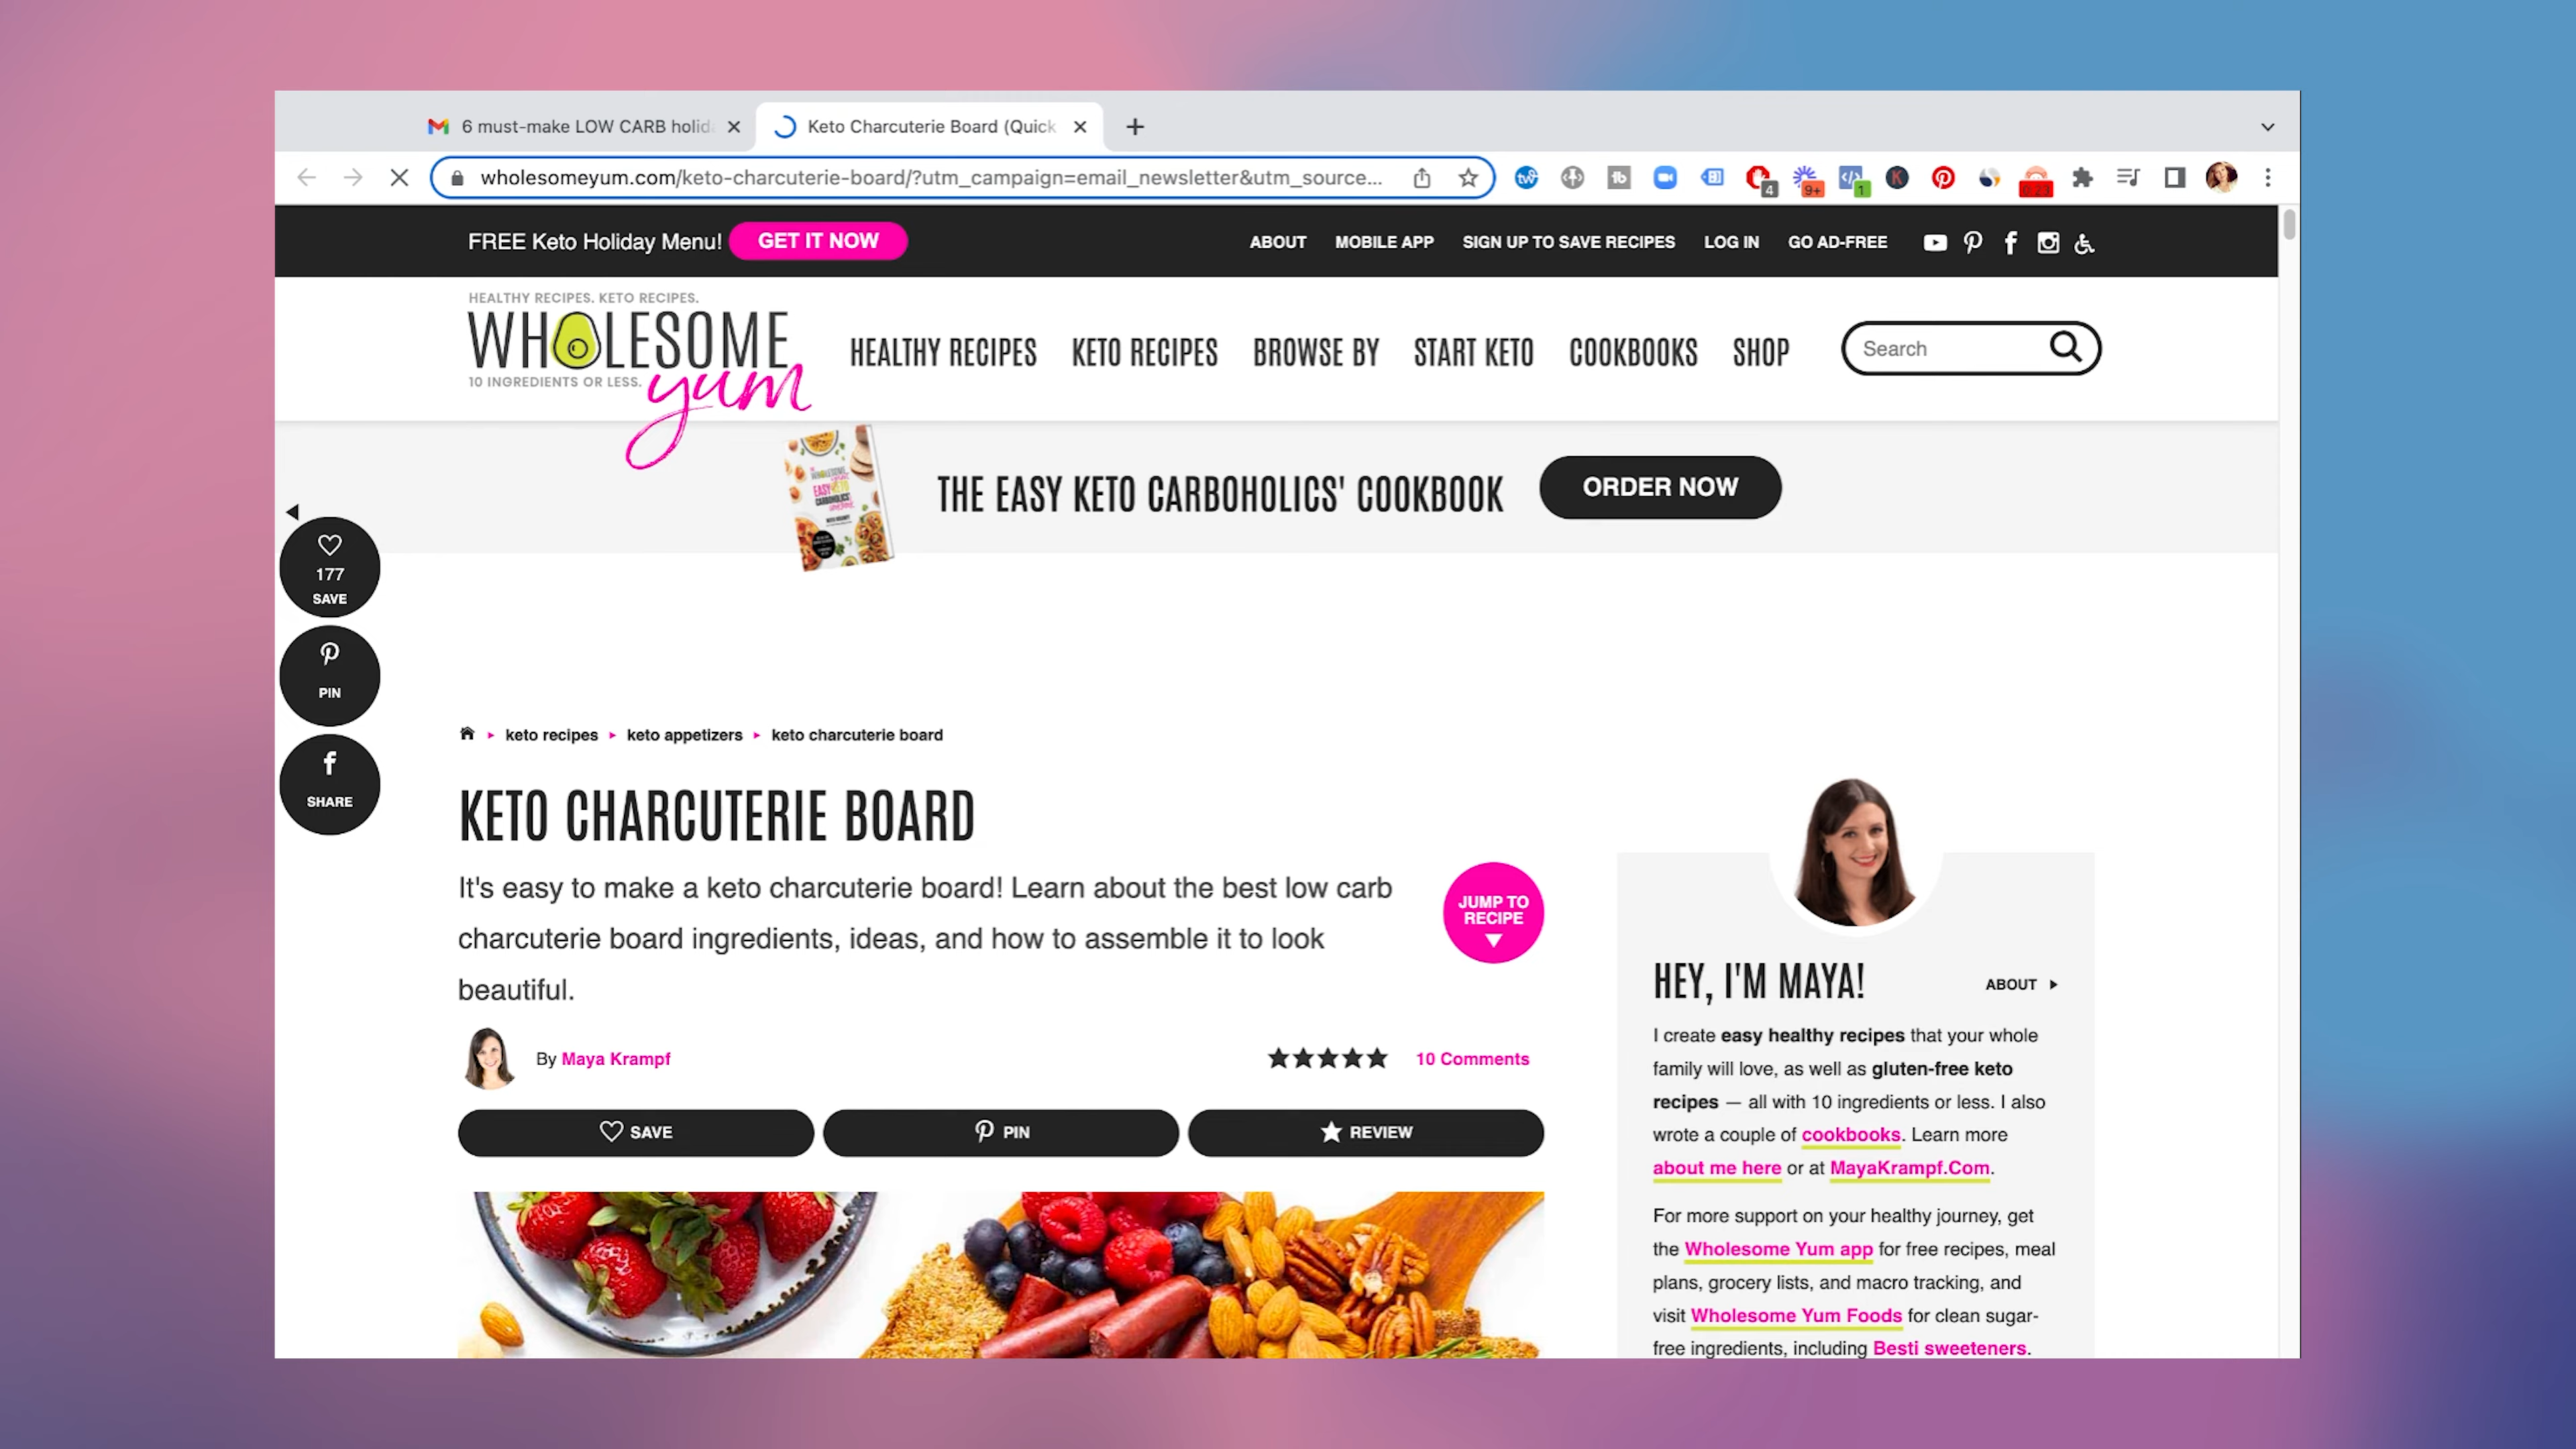 6 must-make LOW CARB holid
Keto Charcuterie Board (Quick
wholesomeyum.com/keto-charcuterie-board/?utm_campaign=email_newsletter&utm_source...
4
9+
1
0:23
FREE Keto Holiday Menu! GET IT NOW
ABOUT MOBILE APP SIGN UP TO SAVE RECIPES LOG IN GO AD-FREE
HEALTHY RECIPES. KETO RECIPES.
WHOLESOME
yum
10 INGREDIENTS OR LESS.
HEALTHY RECIPES KETO RECIPES BROWSE BY START KETO COOKBOOKS SHOP
Search
THE EASY KETO CARBOHOLICS' COOKBOOK ORDER NOW
177
SAVE
PIN
SHARE
keto recipes ▸ keto appetizers ▸ keto charcuterie board
KETO CHARCUTERIE BOARD
It's easy to make a keto charcuterie board! Learn about the best low carb
charcuterie board ingredients, ideas, and how to assemble it to look
beautiful.
JUMP TO
RECIPE
By Maya Krampf
10 Comments
SAVE PIN REVIEW
HEY, I'M MAYA! ABOUT
I create easy healthy recipes that your whole
family will love, as well as gluten-free keto
recipes — all with 10 ingredients or less. I also
wrote a couple of cookbooks. Learn more
about me here or at MayaKrampf.Com.
For more support on your healthy journey, get
the Wholesome Yum app for free recipes, meal
plans, grocery lists, and macro tracking, and
visit Wholesome Yum Foods for clean sugar-
free ingredients, including Besti sweeteners.